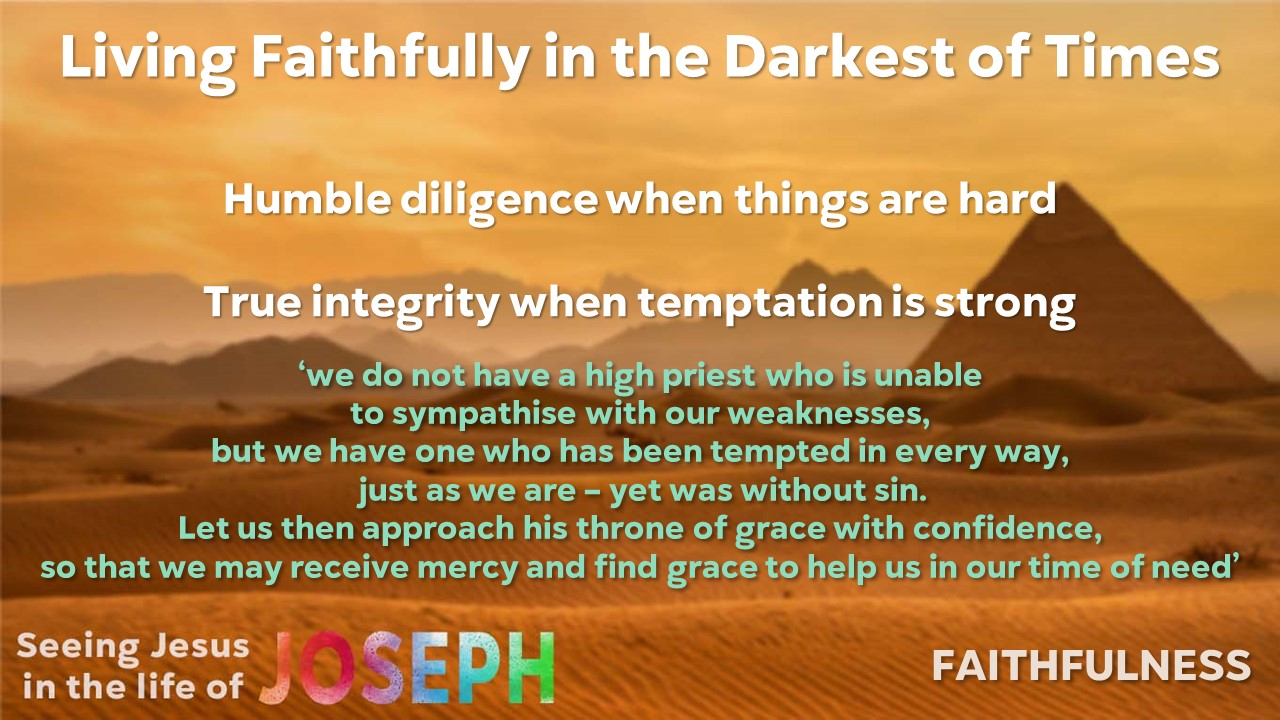 Living Faithfully in the Darkest of Times
Humble diligence when things are hard
True integrity when temptation is strong
‘we do not have a high priest who is unable
to sympathise with our weaknesses,
but we have one who has been tempted in every way,
just as we are – yet was without sin.
Let us then approach his throne of grace with confidence,
so that we may receive mercy and find grace to help us in our time of need’
Seeing Jesus
in the life of
JOSEPH
FAITHFULNESS